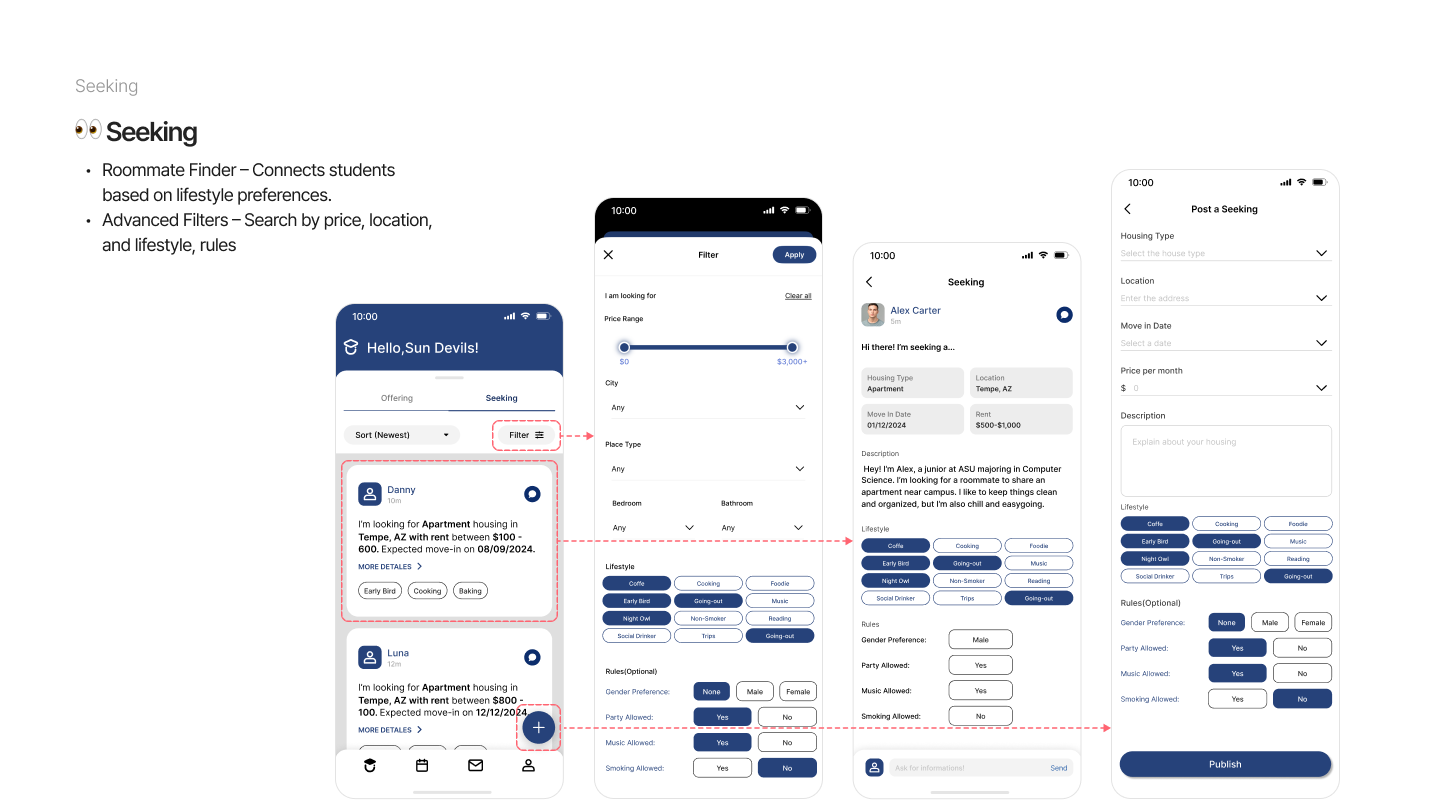 Seeking
👀 Seeking
• Roommate Finder – Connects students
based on lifestyle preferences.
• Advanced Filters – Search by price, location,
and lifestyle, rules
10:00
Hello,Sun Devils!
Offering
Seeking
Sort (Newest)
Filter
Danny
10m
I'm looking for Apartment housing in
Tempe, AZ with rent between $100 -
600. Expected move-in on 08/09/2024.
MORE DETALES
Early Bird
Cooking
Baking
Luna
12m
I'm looking for Apartment housing in
Tempe, AZ with rent between $800 -
100. Expected move-in on 12/12/2024
MORE DETALES
10:00
Filter
Apply
I am looking for
Clear all
Price Range
$0
$3,000+
City
Any
Place Type
Any
Bedroom
Bathroom
Any
Any
Lifestyle
Coffe
Cooking
Foodie
Early Bird
Going-out
Music
Night Owl
Non-Smoker
Reading
Social Drinker
Trips
Going-out
Rules(Optional)
Gender Preference:
None
Male
Female
Party Allowed:
Yes
No
Music Allowed:
Yes
No
Smoking Allowed:
Yes
No
10:00
Seeking
Alex Carter
5m
Hi there! I'm seeking a...
Housing Type
Apartment
Location
Tempe, AZ
Move In Date
01/12/2024
Rent
$500-$1,000
Description
Hey! I'm Alex, a junior at ASU majoring in Computer
Science. I'm looking for a roommate to share an
apartment near campus. I like to keep things clean
and organized, but I'm also chill and easygoing.
Lifestyle
Coffe
Cooking
Foodie
Early Bird
Going-out
Music
Night Owl
Non-Smoker
Reading
Social Drinker
Trips
Going-out
Rules
Gender Preference:
Male
Party Allowed:
Yes
Music Allowed:
Yes
Smoking Allowed:
No
Ask for Informations!
Send
10:00
Post a Seeking
Housing Type
Select the house type
Location
Enter the address
Move in Date
Select a date
Price per month
$ 0
Description
Explain about your housing
Lifestyle
Coffe
Cooking
Foodie
Early Bird
Going-out
Music
Night Owl
Non-Smoker
Reading
Social Drinker
Trips
Going-out
Rules(Optional)
Gender Preference:
None
Male
Female
Party Allowed:
Yes
No
Music Allowed:
Yes
No
Smoking Allowed:
Yes
No
Publish